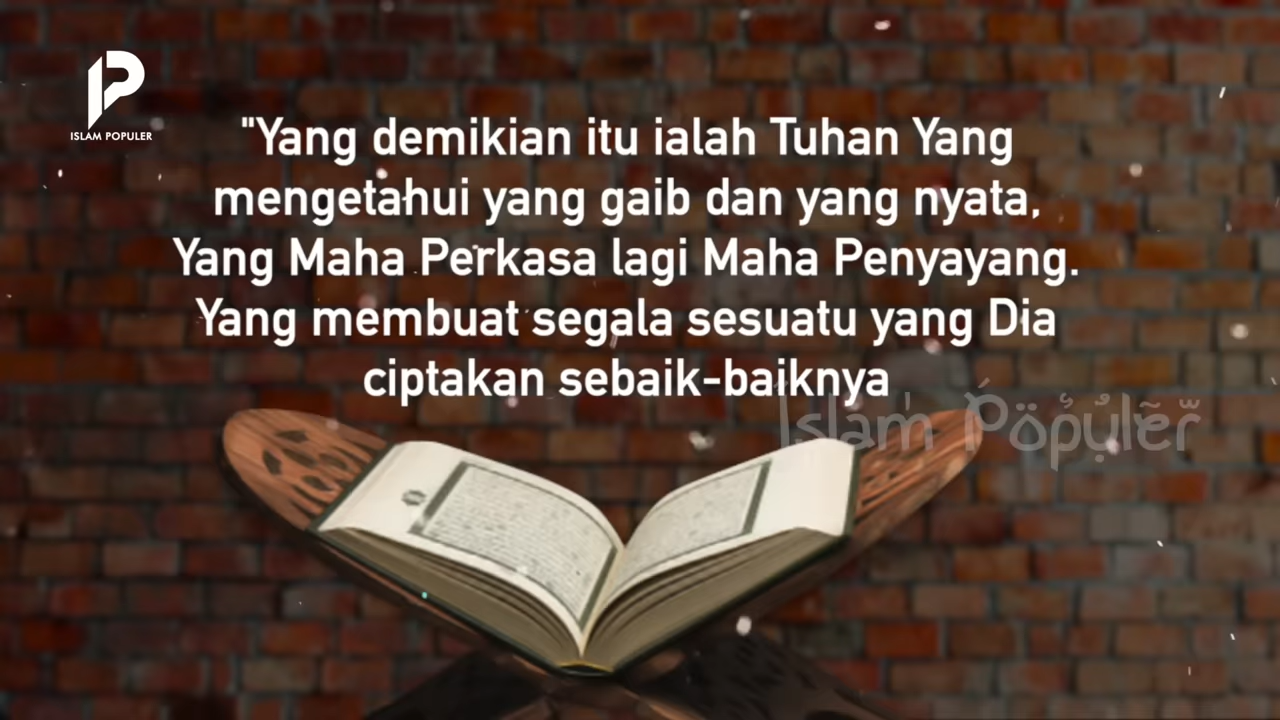 ISLAM POPULER
"Yang demikian itu ialah Tuhan Yang
mengetahui yang gaib dan yang nyata,
Yang Maha Perkasa lagi Maha Penyayang.
Yang membuat segala sesuatu yang Dia
ciptakan sebaik-baiknya
Islam Populer